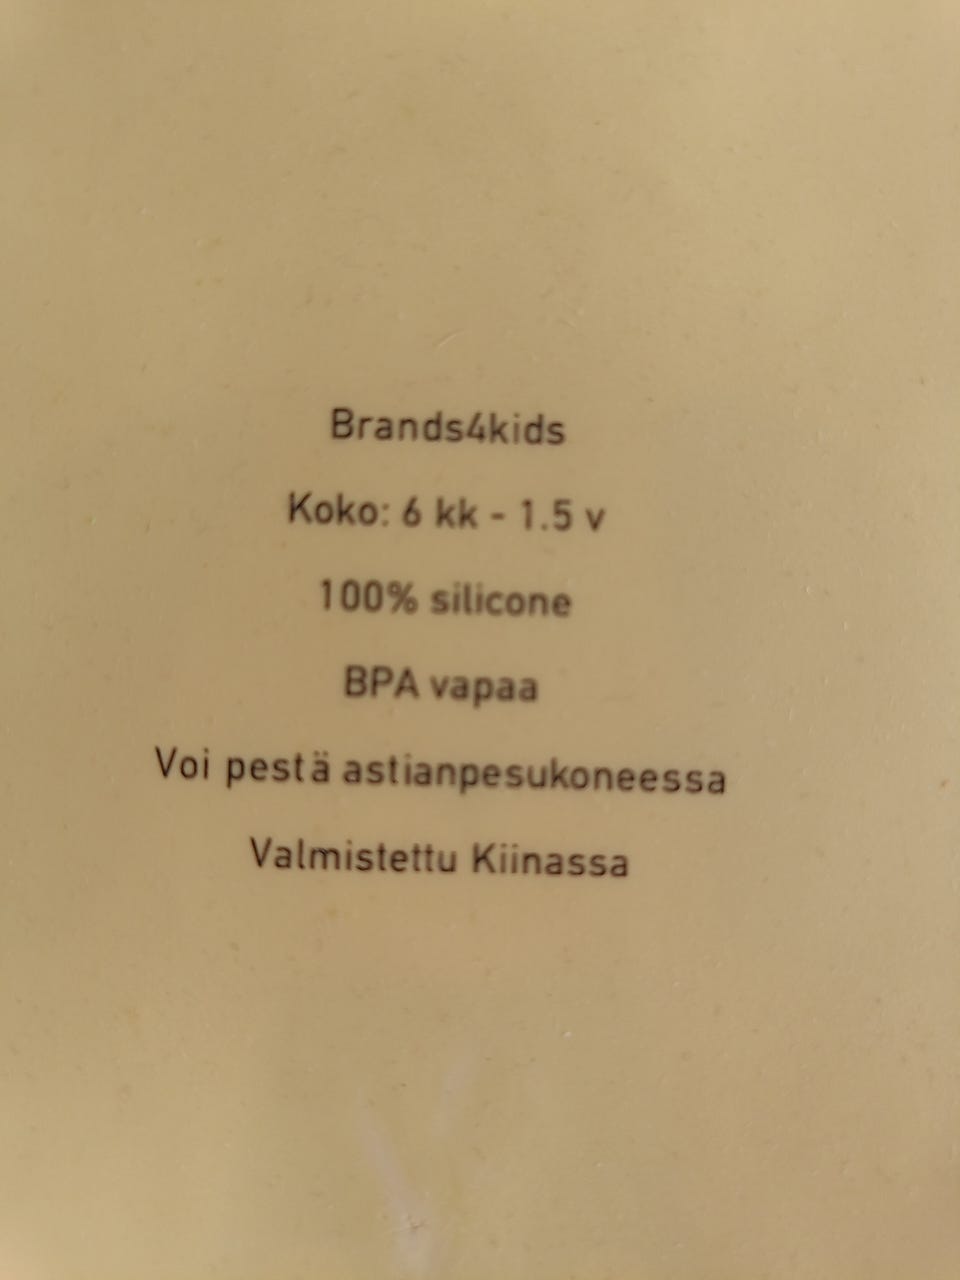 Brands4kids
Koko: 6 kk - 1.5 v
100% silicone
BPA vapaa
Voi pestä astianpesukoneessa
Valmistettu Kiinassa